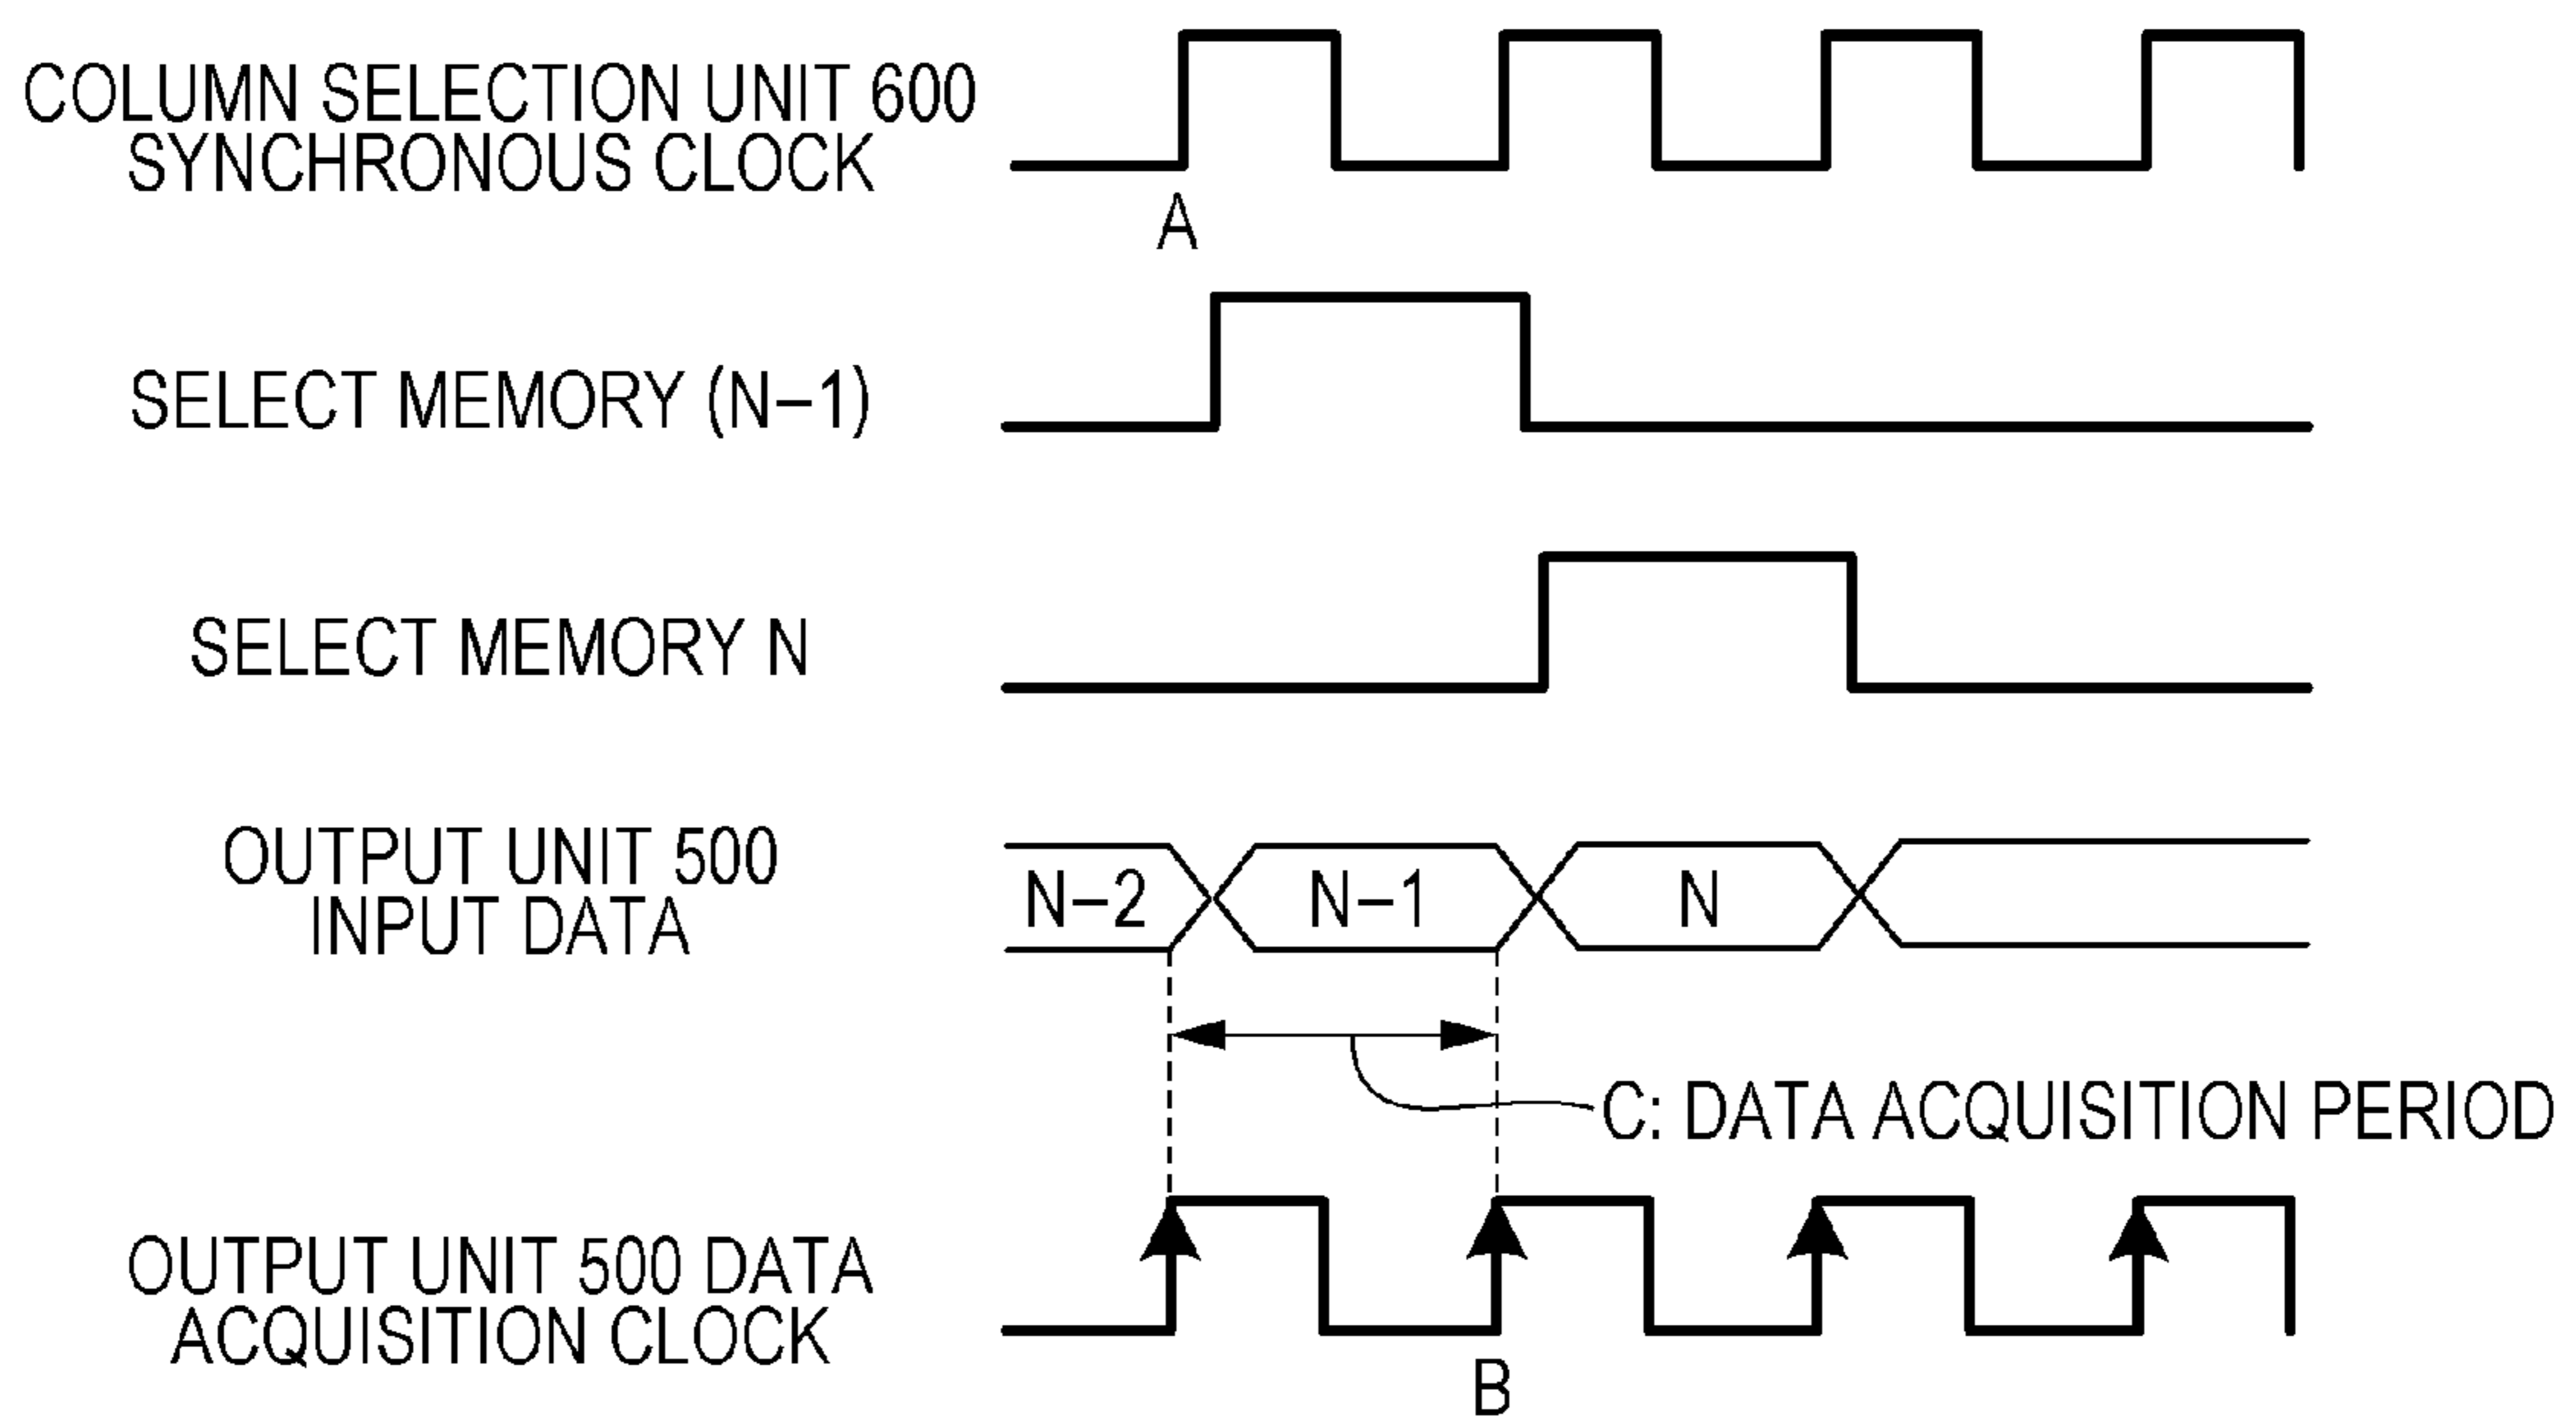 COLUMN SELECTION UNIT 600
SYNCHRONOUS CLOCK
A
SELECT MEMORY (N–1)
SELECT MEMORY N
OUTPUT UNIT 500
INPUT DATA
N–2
N–1
N
C: DATA ACQUISITION PERIOD
OUTPUT UNIT 500 DATA
ACQUISITION CLOCK
B